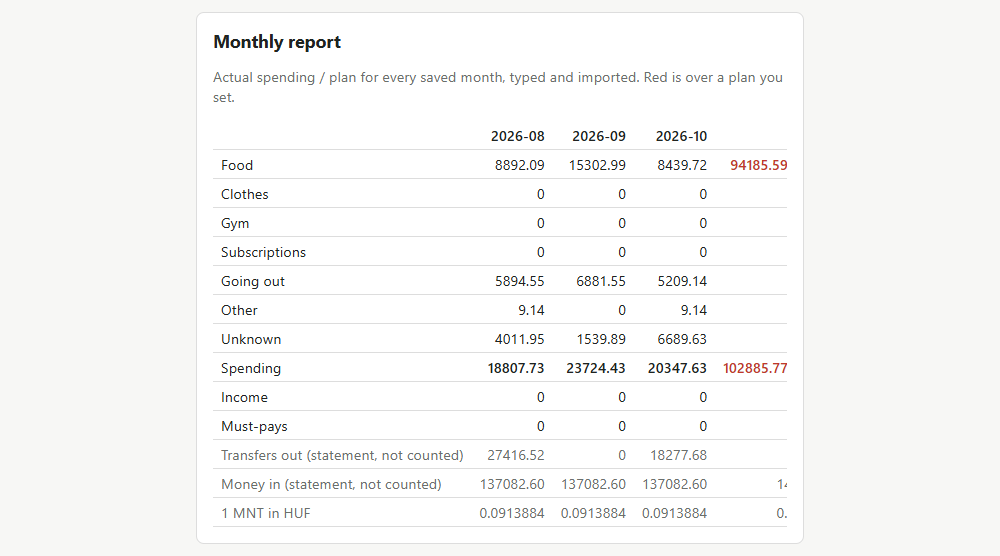 Monthly report
Actual spending / plan for every saved month, typed and imported. Red is over a plan you
set.
2026-08 2026-09 2026-10
Food 8892.09 15302.99 8439.72 94185.59
Clothes 0 0 0
Gym 0 0 0
Subscriptions 0 0 0
Going out 5894.55 6881.55 5209.14
Other 9.14 0 9.14
Unknown 4011.95 1539.89 6689.63
Spending 18807.73 23724.43 20347.63 102885.77
Income 0 0 0
Must-pays 0 0 0
Transfers out (statement, not counted) 27416.52 0 18277.68
Money in (statement, not counted) 137082.60 137082.60 137082.60
1 MNT in HUF 0.0913884 0.0913884 0.0913884 0.